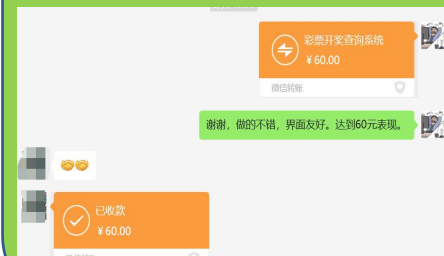 彩票开奖查询系统
￥60.00
微信转账
谢谢，做的不错，界面友好。达到60元表现。
已收款
￥60.00